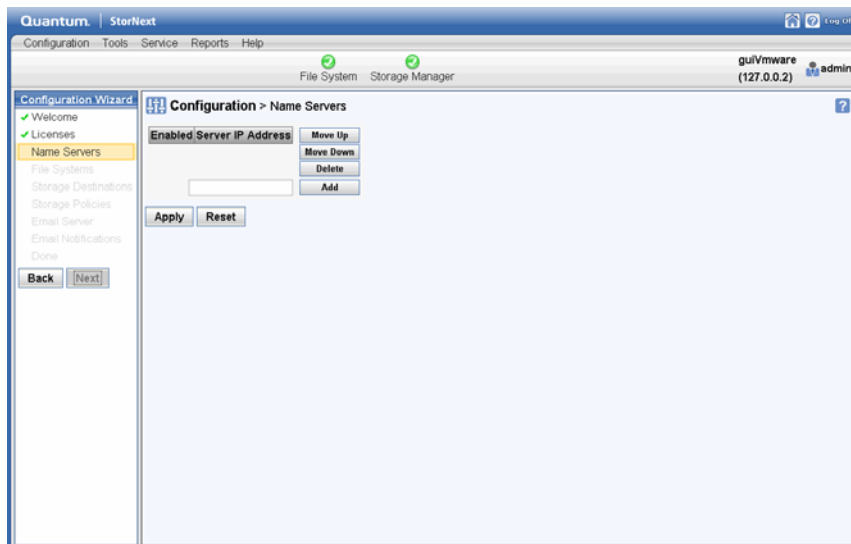 Quantum. StorNext
Log Of
Configuration Tools Service Reports Help
File System Storage Manager
guiVmware
(127.0.0.2)
admin
Configuration Wizard
Welcome
Licenses
Name Servers
File Systems
Storage Destinations
Storage Policies
Email Server
Email Notifications
Done
Back Next
Configuration > Name Servers
?
Enabled Server IP Address
Move Up
Move Down
Delete
Add
Apply Reset